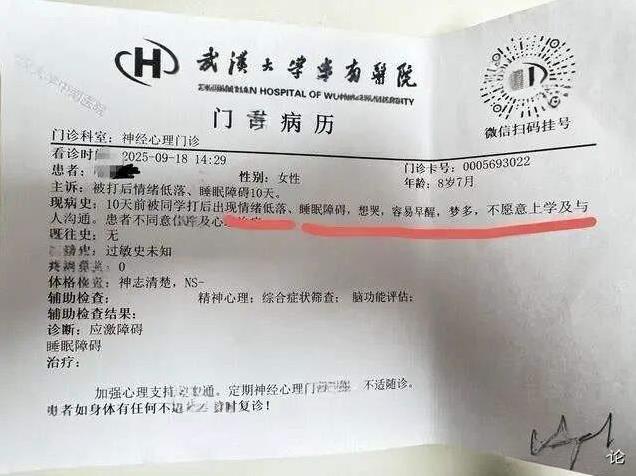 武漢大学中南醫院
HOSPITAL OF WUHAN UNIVERSITY
微信扫码挂号
门 病历
门诊科室：神经心理门诊
看诊时 2025-09-18 14:29
门诊卡号：0005693022
患者：
性别：女性
年龄：8岁7月
主诉：被打后情绪低落、睡眠障碍10天。
现病史：10天前被同学打后出现情绪低落、睡眠障碍，想哭，容易早醒，梦多，不愿意上学及与
人沟通。患者不同意住 及心
既往史：无
史：过敏史未知
：0
体格检查：神志清楚，NS-
辅助检查： 精神心理；综合症状筛查； 脑功能评估；
辅助检查结果：
诊断：应激障碍
睡眠障碍
治疗：
加强心理支持 通。定期神经心理门 不适随诊。
患者如身体有任何不 时复诊！
论